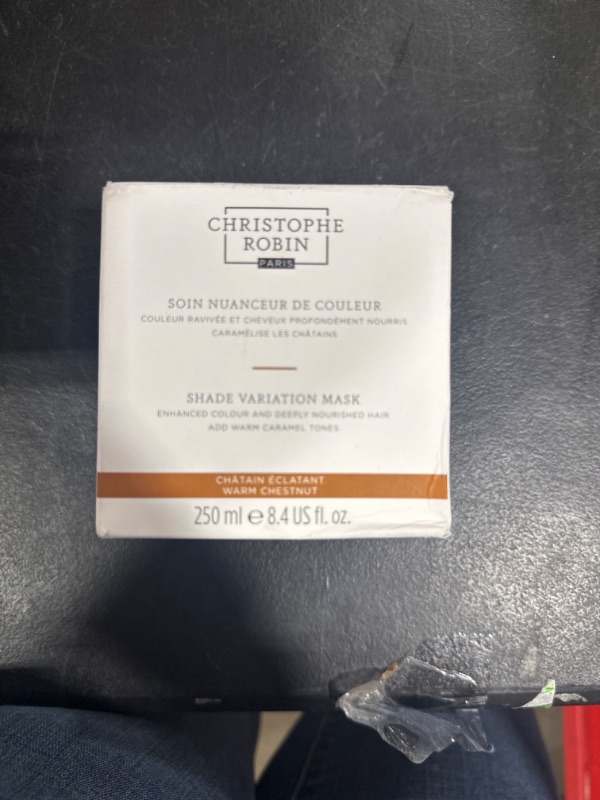 CHRISTOPHE
ROBIN
PARIS
SOIN NUANCEUR DE COULEUR
COULEUR RAVIVÉE ET CHEVEUX PROFONDÉMENT NOURRIS
CARAMÉLISE LES CHÂTAINS
SHADE VARIATION MASK
ENHANCED COLOUR AND DEEPLY NOURISHED HAIR
ADD WARM CARAMEL TONES
CHÂTAIN ÉCLATANT
WARM CHESTNUT
250 ml ℮ 8.4 US fl. oz.